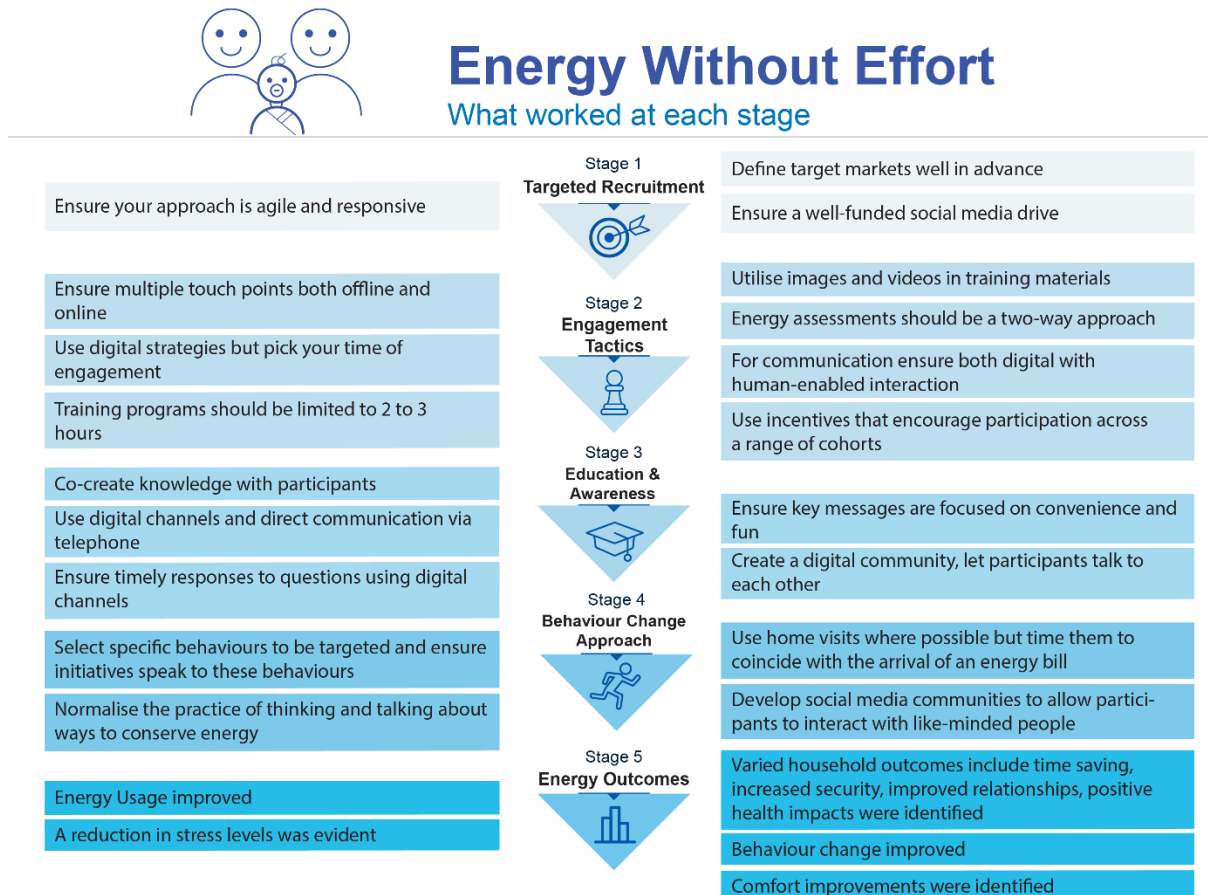 Energy Without Effort
What worked at each stage
Stage 1
Targeted Recruitment
Ensure your approach is agile and responsive
Define target markets well in advance
Ensure a well-funded social media drive
Stage 2
Engagement
Tactics
Ensure multiple touch points both offline and
online
Use digital strategies but pick your time of
engagement
Training programs should be limited to 2 to 3
hours
Utilise images and videos in training materials
Energy assessments should be a two-way approach
For communication ensure both digital with
human-enabled interaction
Use incentives that encourage participation across
a range of cohorts
Stage 3
Education &
Awareness
Co-create knowledge with participants
Use digital channels and direct communication via
telephone
Ensure timely responses to questions using digital
channels
Ensure key messages are focused on convenience and
fun
Create a digital community, let participants talk to
each other
Stage 4
Behaviour Change
Approach
Select specific behaviours to be targeted and ensure
initiatives speak to these behaviours
Normalise the practice of thinking and talking about
ways to conserve energy
Use home visits where possible but time them to
coincide with the arrival of an energy bill
Develop social media communities to allow partici-
pants to interact with like-minded people
Stage 5
Energy Outcomes
Energy Usage improved
A reduction in stress levels was evident
Varied household outcomes include time saving,
increased security, improved relationships, positive
health impacts were identified
Behaviour change improved
Comfort improvements were identified